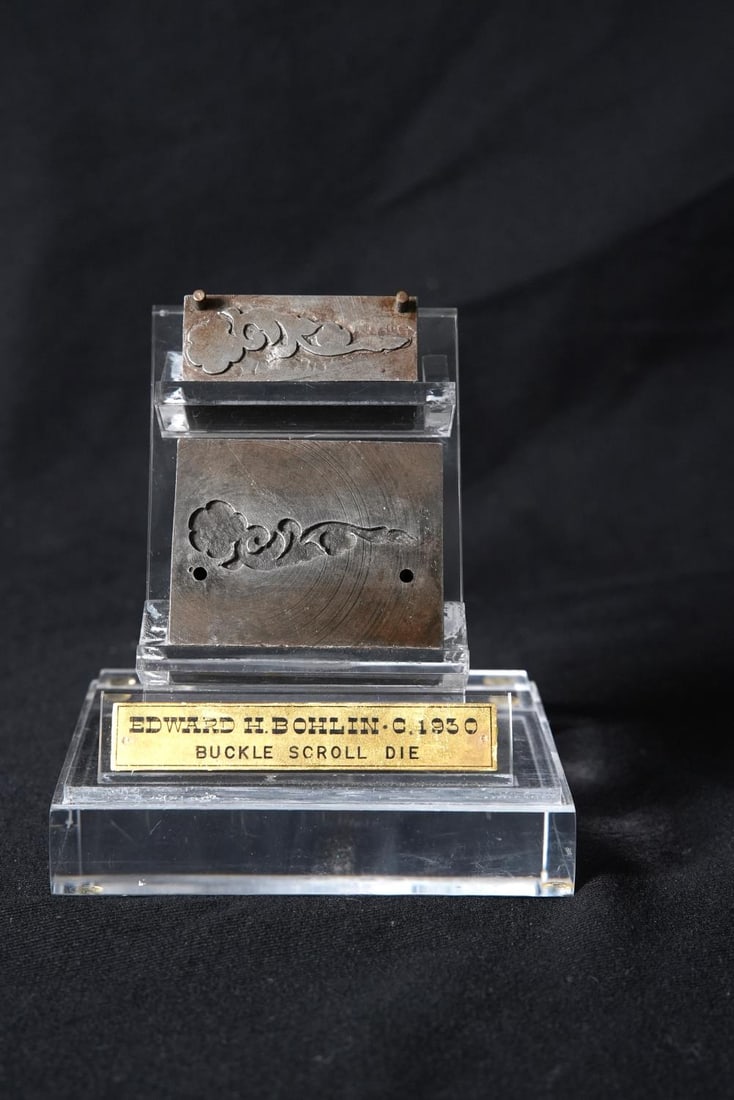 EDWARD H. BOHLIN · C. 1930
BUCKLE SCROLL DIE